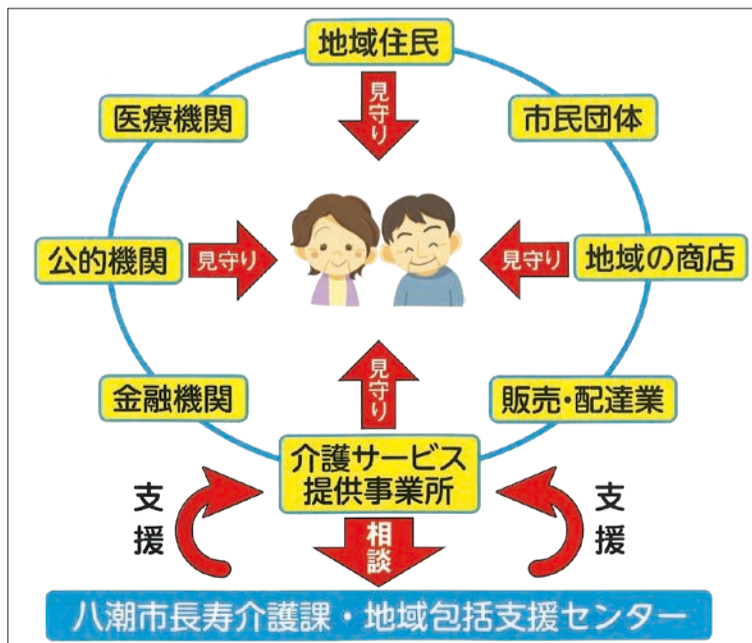 地域住民
医療機関
見守り
市民団体
公的機関
見守り
見守り
地域の商店
金融機関
見守り
販売・配達業
介護サービス
提供事業所
支援
相談
支援
八潮市長寿介護課・地域包括支援センター